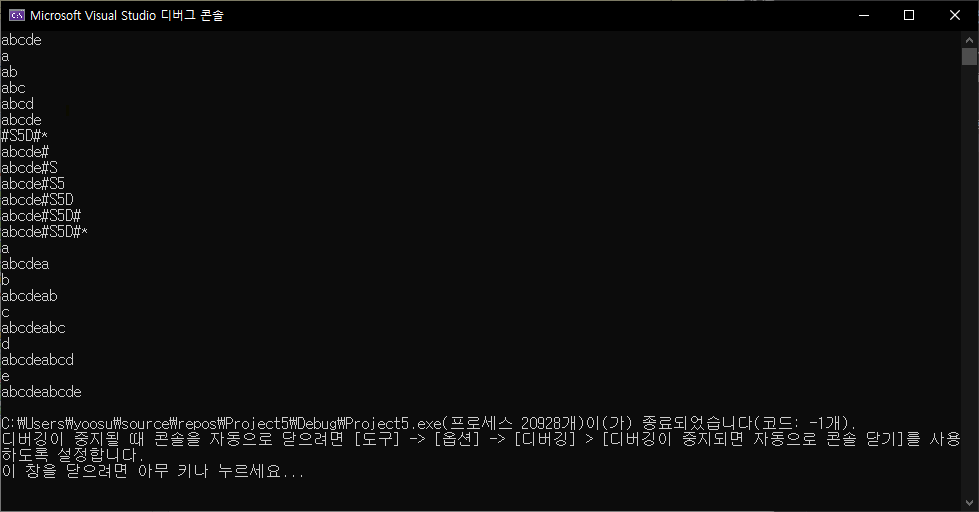 Microsoft Visual Studio 디버그 콘솔
abcde
a
ab
abc
abcd
abcde
#S5D#*
abcde#
abcde#S
abcde#S5
abcde#S5D
abcde#S5D#
abcde#S5D#*
a
abcdea
b
abcdeab
c
abcdeabc
d
abcdeabcd
e
abcdeabcde
C:₩Users₩yoosu₩source₩repos₩Project5₩Debug₩Project5.exe(프로세스 20928개)이(가) 종료되었습니다(코드: -1개).
디버깅이 중지될 때 콘솔을 자동으로 닫으려면 [도구] -> [옵션] -> [디버깅] > [디버깅이 중지되면 자동으로 콘솔 닫기]를 사용
하도록 설정합니다.
이 창을 닫으려면 아무 키나 누르세요...